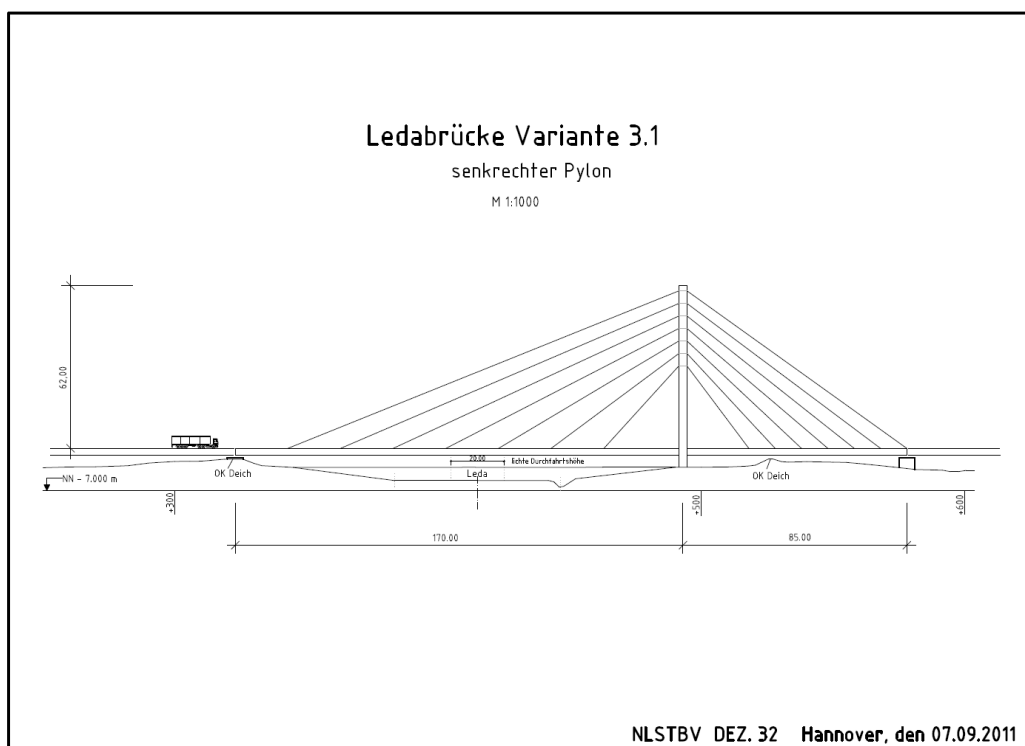 Ledabrücke Variante 3.1
senkrechter Pylon
M 1:1000
62,00
20.00 lichte Durchfahrtshöhe
OK Deich
Leda
OK Deich
NN - 7.000 m
+300
+500
+600
170.00
85.00
NLSTBV DEZ. 32 Hannover, den 07.09.2011